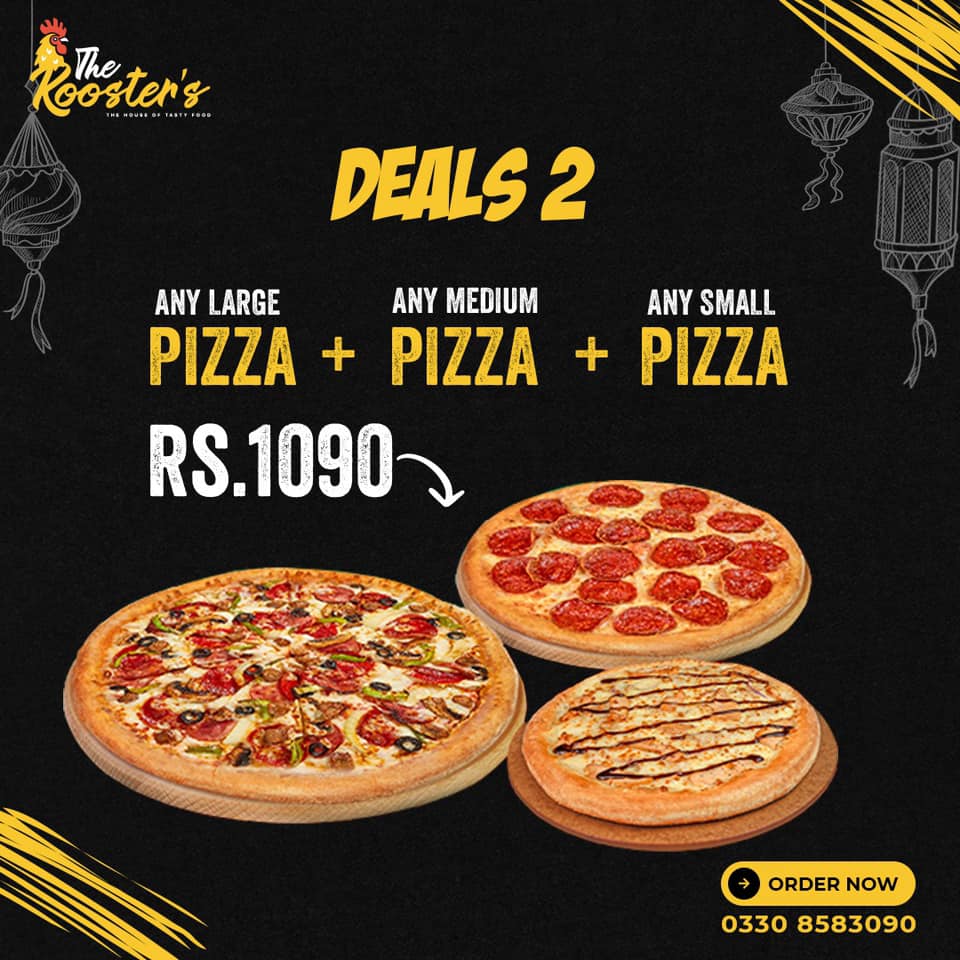 The
Rooster's
THE HOUSE OF TASTY FOOD
DEALS 2
ANY LARGE
PIZZA
+
ANY MEDIUM
PIZZA
+
ANY SMALL
PIZZA
RS.1090
ORDER NOW
0330 8583090